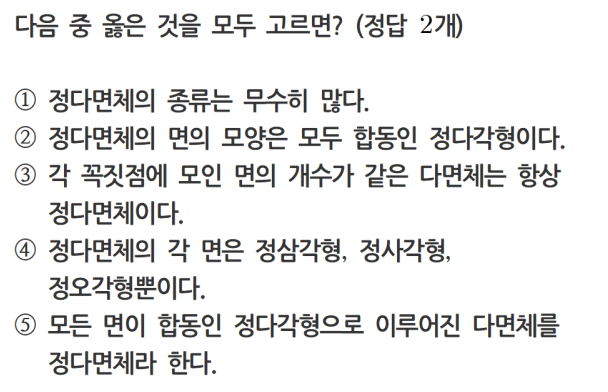 다음 중 옳은 것을 모두 고르면? (정답 2개)
① 정다면체의 종류는 무수히 많다.
② 정다면체의 면의 모양은 모두 합동인 정다각형이다.
③ 각 꼭짓점에 모인 면의 개수가 같은 다면체는 항상
정다면체이다.
④ 정다면체의 각 면은 정삼각형, 정사각형,
정오각형뿐이다.
⑤ 모든 면이 합동인 정다각형으로 이루어진 다면체를
정다면체라 한다.